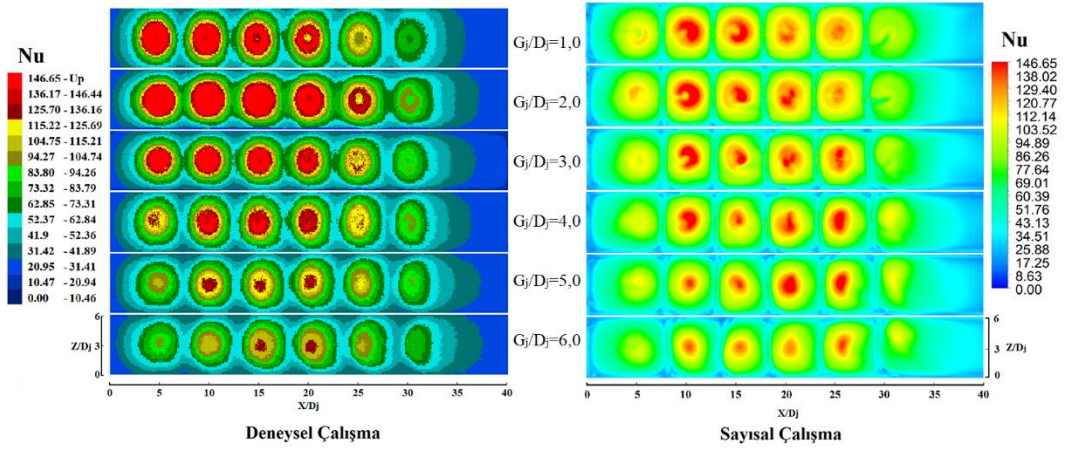 Nu
146.65 - Up
136.17 - 146.44
125.70 - 136.16
115.22 - 125.69
104.75 - 115.21
94.27 - 104.74
83.80 - 94.26
73.32 - 83.79
62.85 - 73.31
52.37 - 62.84
41.9 - 52.36
31.42 - 41.89
20.95 - 31.41
10.47 - 20.94
0.00 - 10.46
6
Z/Dj 3
0
0 5 10 15 20 25 30 35 40
X/Dj
Deneysel Çalışma
Gj/Dj=1,0
Gj/Dj=2,0
Gj/Dj=3,0
Gj/Dj=4,0
Gj/Dj=5,0
Gj/Dj=6,0
Nu
146.65
138.02
129.40
120.77
112.14
103.52
94.89
86.26
77.64
69.01
60.39
51.76
43.13
34.51
25.88
17.25
8.63
0.00
6
3 Z/Dj
0
0 5 10 15 20 25 30 35 40
X/Dj
Sayısal Çalışma